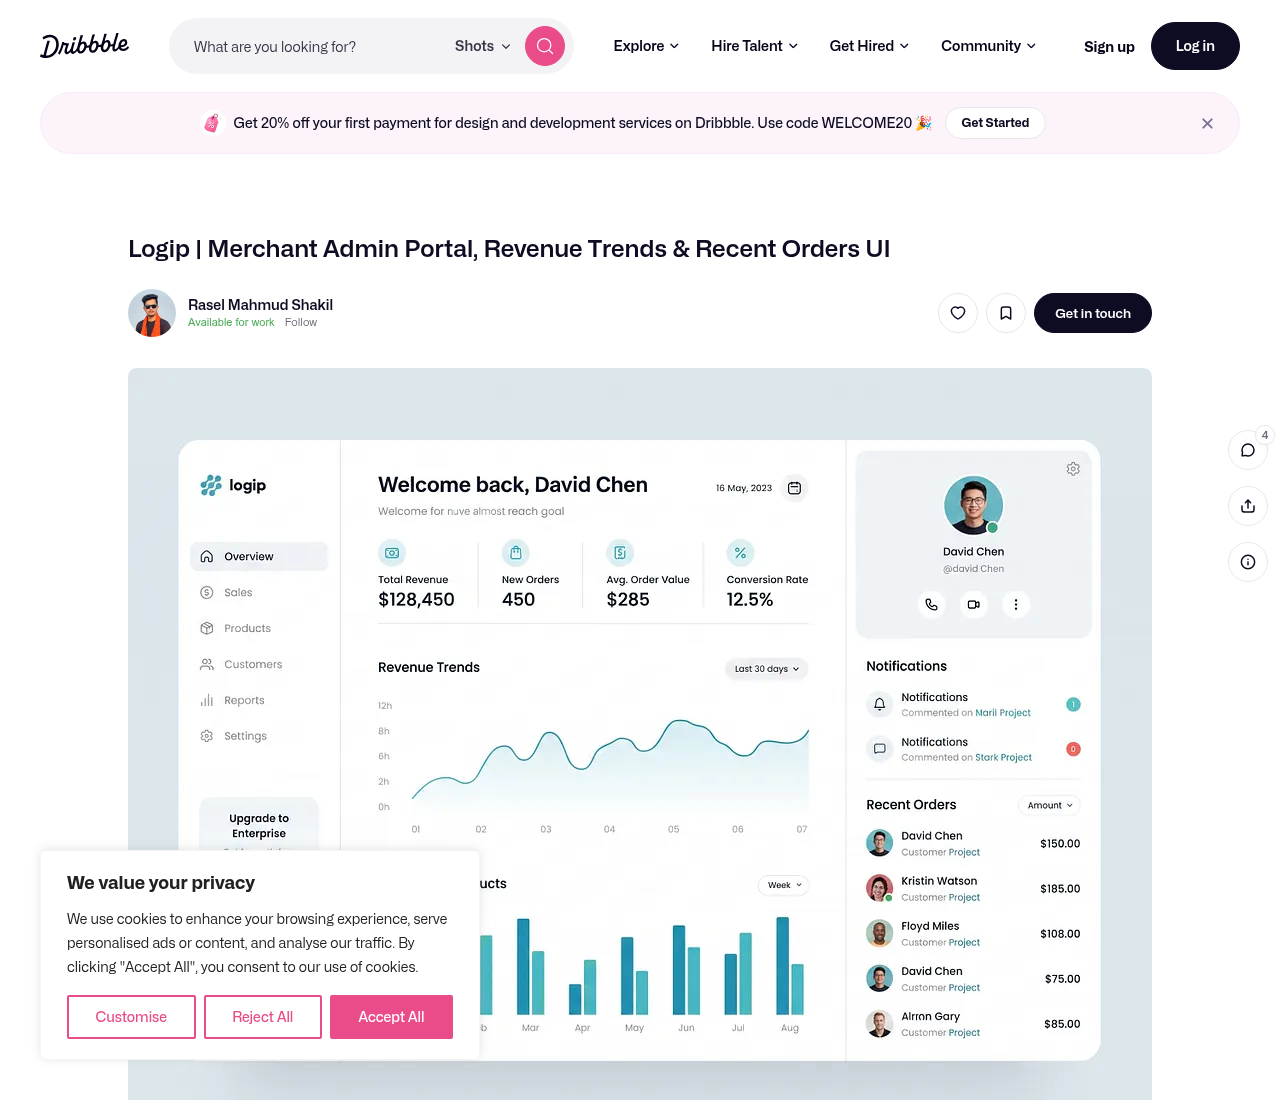 Dribbble
What are you looking for?
Shots
Explore
Hire Talent
Get Hired
Community
Sign up
Log in
Get 20% off your first payment for design and development services on Dribbble. Use code WELCOME20 🎉
Get Started
Logip | Merchant Admin Portal, Revenue Trends & Recent Orders UI
Rasel Mahmud Shakil
Available for work Follow
Get in touch
4
logip
Overview
Sales
Products
Customers
Reports
Settings
Upgrade to
Enterprise
Welcome back, David Chen
Welcome for nuve almost reach goal
16 May, 2023
Total Revenue
$128,450
New Orders
450
Avg. Order Value
$285
Conversion Rate
12.5%
Revenue Trends
Last 30 days
12h
8h
6h
2h
0h
01 02 03 04 05 06 07
Week
Mar Apr May Jun Jul Aug
David Chen
@david Chen
Notifications
Notifications
Commented on Marii Project
1
Notifications
Commented on Stark Project
0
Recent Orders
Amount
David Chen
Customer Project
$150.00
Kristin Watson
Customer Project
$185.00
Floyd Miles
Customer Project
$108.00
David Chen
Customer Project
$75.00
Alrron Gary
Customer Project
$85.00
We value your privacy
We use cookies to enhance your browsing experience, serve
personalised ads or content, and analyse our traffic. By
clicking "Accept All", you consent to our use of cookies.
Customise
Reject All
Accept All